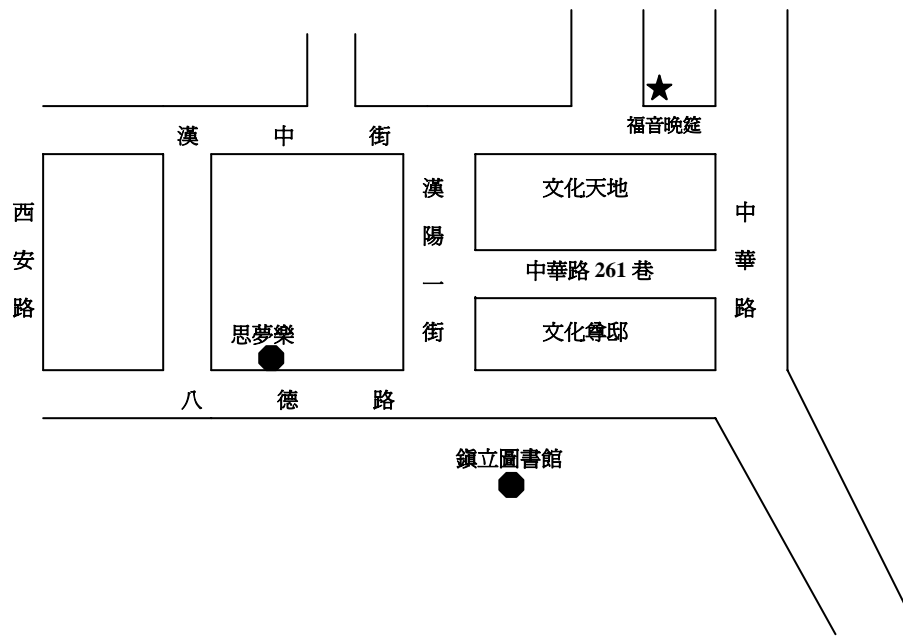 福音晚筵
漢中街
西安路
漢陽一街
文化天地
中華路
中華路 261 巷
思夢樂
文化尊邸
八德路
鎮立圖書館